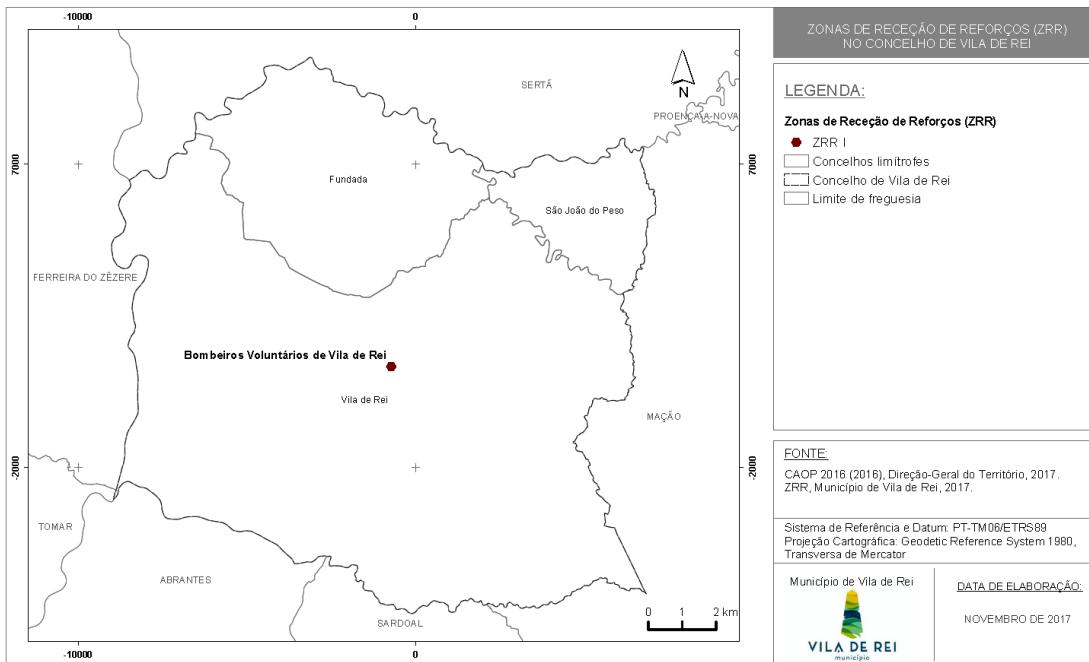 -10000
0
ZONAS DE RECEÇÃO DE REFORÇOS (ZRR)
NO CONCELHO DE VILA DE REI
SERTÃ
N
PROENÇA-A-NOVA
7000
7000
Fundada
São João do Peso
FERREIRA DO ZÊZERE
Bombeiros Voluntários de Vila de Rei
Vila de Rei
MAÇÃO
-2000
-2000
TOMAR
ABRANTES
SARDOAL
0 1 2 km
-10000
0
LEGENDA:
Zonas de Receção de Reforços (ZRR)
ZRR I
Concelhos limítrofes
Concelho de Vila de Rei
Limite de freguesia
FONTE:
CAOP 2016 (2016), Direção-Geral do Território, 2017.
ZRR, Município de Vila de Rei, 2017.
Sistema de Referência e Datum: PT-TM06/ETRS89
Projeção Cartográfica: Geodetic Reference System 1980,
Transversa de Mercator
Município de Vila de Rei
VILA DE REI
município
DATA DE ELABORAÇÃO:
NOVEMBRO DE 2017